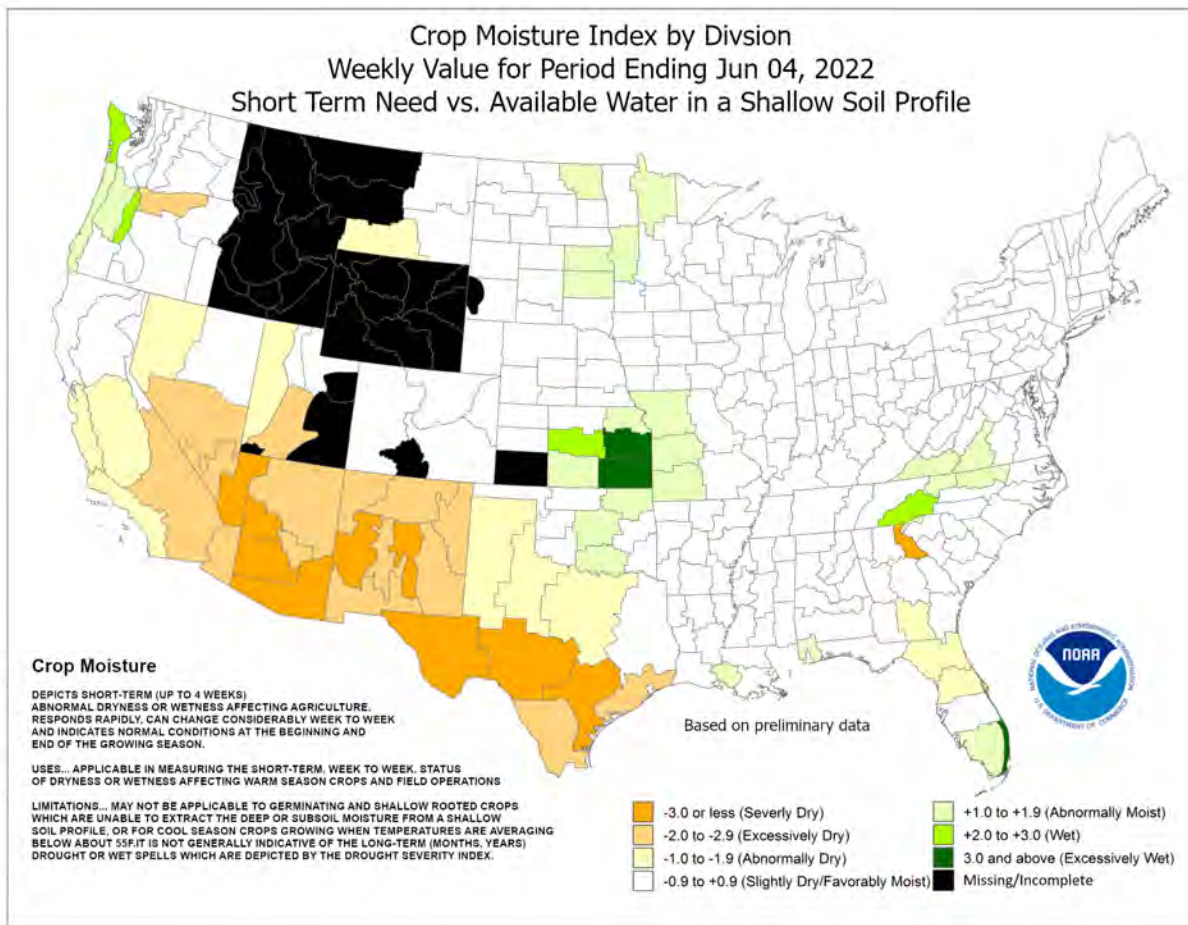 Crop Moisture Index by Divsion
Weekly Value for Period Ending Jun 04, 2022
Short Term Need vs. Available Water in a Shallow Soil Profile
Crop Moisture
DEPICTS SHORT-TERM (UP TO 4 WEEKS)
ABNORMAL DRYNESS OR WETNESS AFFECTING AGRICULTURE.
RESPONDS RAPIDLY, CAN CHANGE CONSIDERABLY WEEK TO WEEK
AND INDICATES NORMAL CONDITIONS AT THE BEGINNING AND
END OF THE GROWING SEASON.
USES... APPLICABLE IN MEASURING THE SHORT-TERM, WEEK TO WEEK, STATUS
OF DRYNESS OR WETNESS AFFECTING WARM SEASON CROPS AND FIELD OPERATIONS
LIMITATIONS... MAY NOT BE APPLICABLE TO GERMINATING AND SHALLOW ROOTED CROPS
WHICH ARE UNABLE TO EXTRACT THE DEEP OR SUBSOIL MOISTURE FROM A SHALLOW
SOIL PROFILE, OR FOR COOL SEASON CROPS GROWING WHEN TEMPERATURES ARE AVERAGING
BELOW ABOUT 55F.IT IS NOT GENERALLY INDICATIVE OF THE LONG-TERM (MONTHS, YEARS)
DROUGHT OR WET SPELLS WHICH ARE DEPICTED BY THE DROUGHT SEVERITY INDEX.
Based on preliminary data
NATIONAL OCEANIC AND ATMOSPHERIC ADMINISTRATION
NOAA
U.S. DEPARTMENT OF COMMERCE
-3.0 or less (Severly Dry)
-2.0 to -2.9 (Excessively Dry)
-1.0 to -1.9 (Abnormally Dry)
-0.9 to +0.9 (Slightly Dry/Favorably Moist)
+1.0 to +1.9 (Abnormally Moist)
+2.0 to +3.0 (Wet)
3.0 and above (Excessively Wet)
Missing/Incomplete